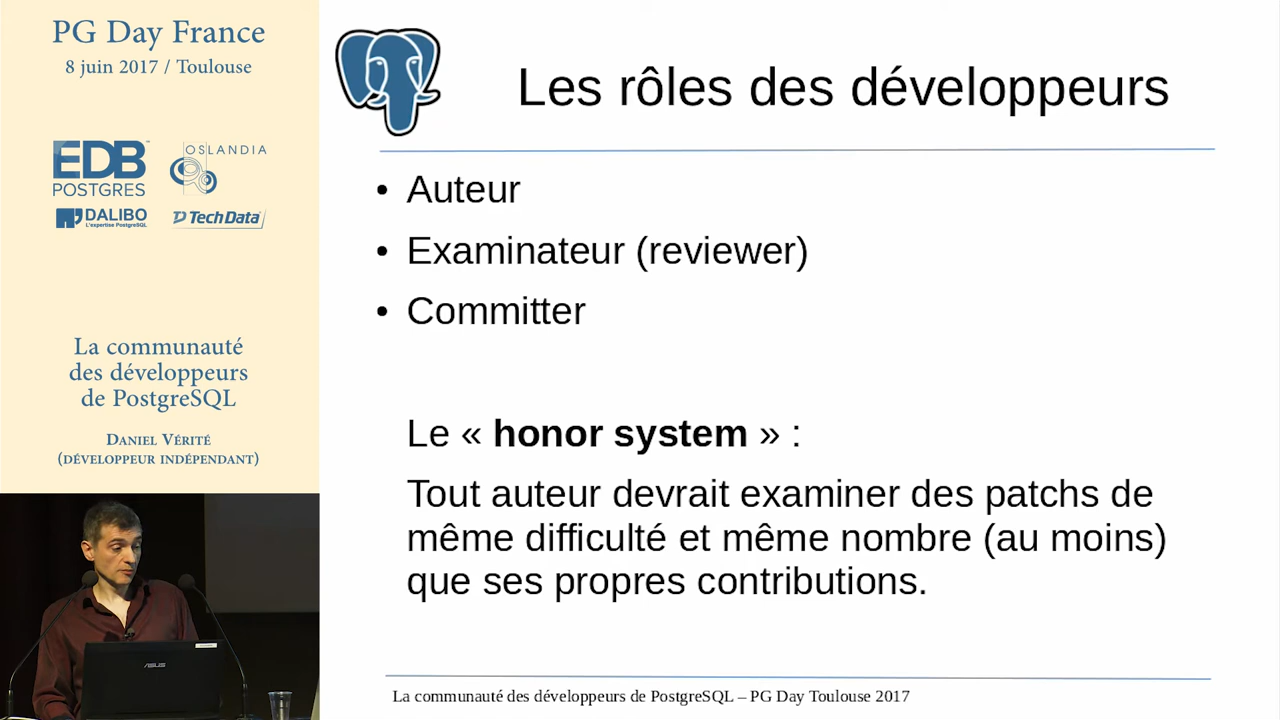 PG Day France
8 juin 2017 / Toulouse
EDB
POSTGRES
OSLANDIA
DALIBO
L'expertise PostgreSQL
Tech Data
La communauté
des développeurs
de PostgreSQL
Daniel Vérité
(développeur indépendant)
ASUS
Les rôles des développeurs
• Auteur
• Examinateur (reviewer)
• Committer
Le « honor system » :
Tout auteur devrait examiner des patchs de
même difficulté et même nombre (au moins)
que ses propres contributions.
La communauté des développeurs de PostgreSQL – PG Day Toulouse 2017